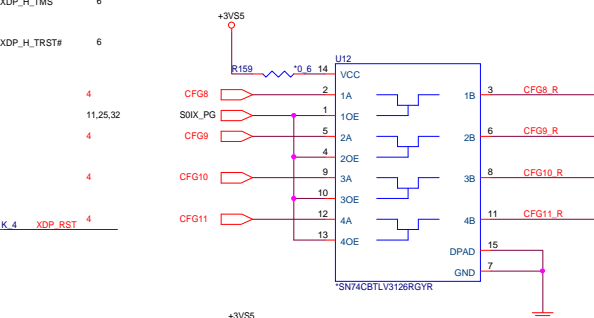 XDP_H_TMS 6
+3VS5
XDP_H_TRST# 6
U12
R159 *0_6 14 VCC
4 CFG8 2 1A 1B 3 CFG8_R
11,25,32 S0IX_PG 1 1OE
4 CFG9 5 2A 2B 6 CFG9_R
4 2OE
4 CFG10 9 3A 3B 8 CFG10_R
10 3OE
4 CFG11 12 4A 4B 11 CFG11_R
K_4 XDP_RST
13 4OE
DPAD 15
GND 7
*SN74CBTLV3126RGYR
+3VS5